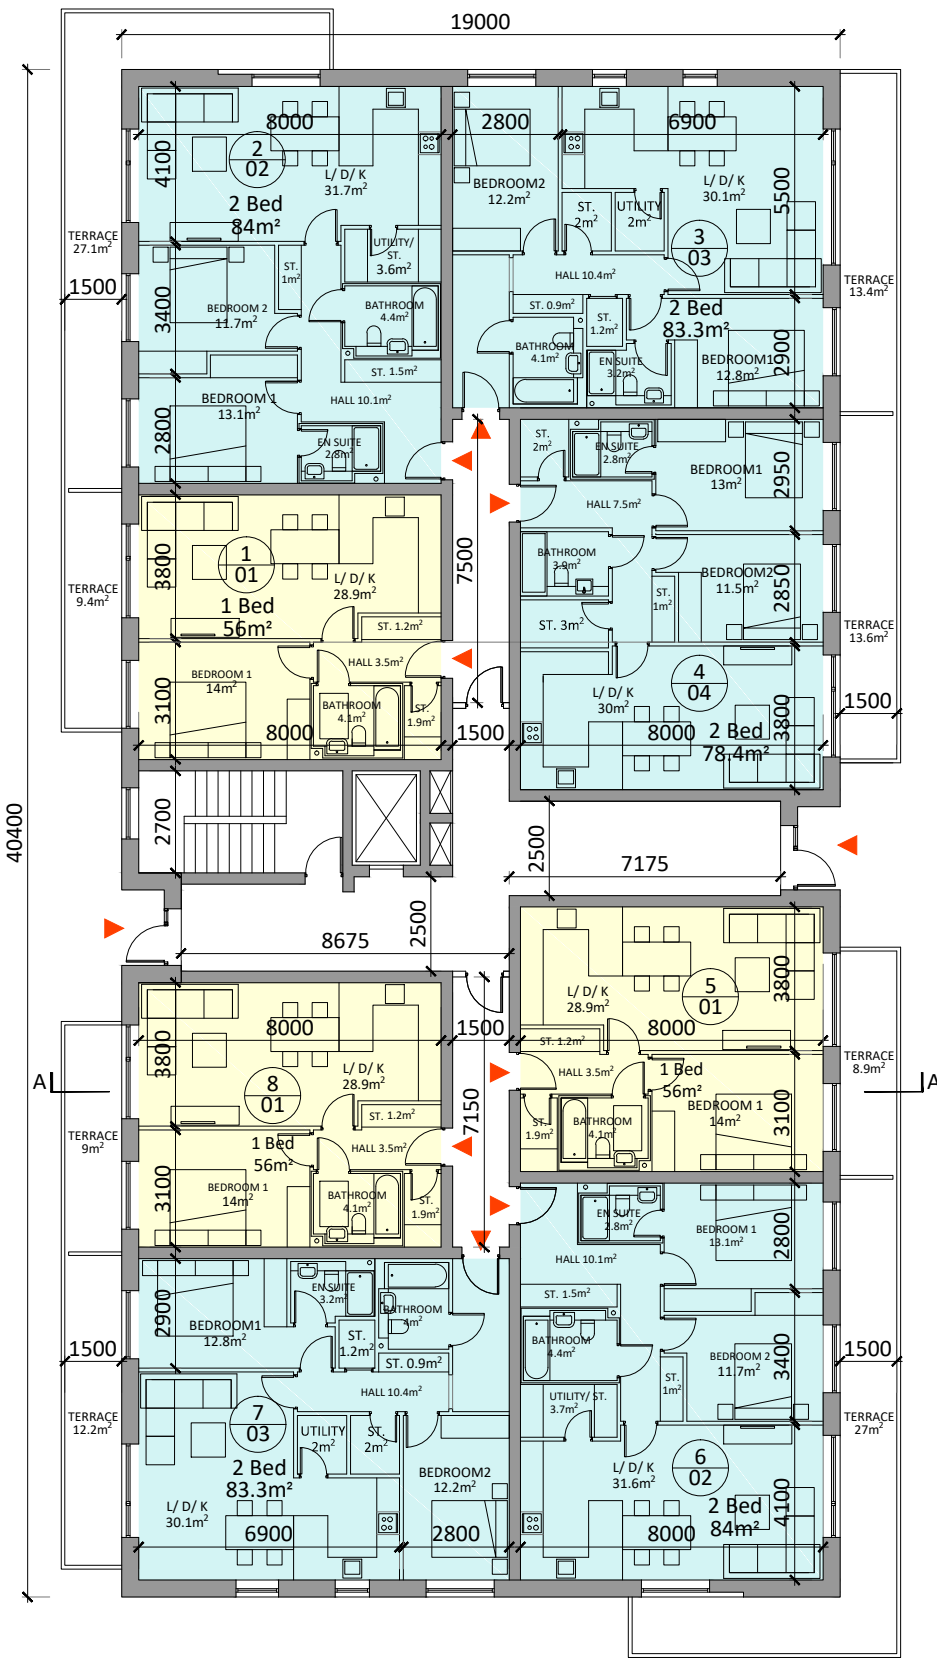 19000
40400
8000
4100
2
02
L/ D/ K
31.7m²
2 Bed
84m²
TERRACE
27.1m²
1500
UTILITY/
ST.
3.6m²
ST.
1m²
BEDROOM 2
11.7m²
3400
BATHROOM
4.4m²
ST. 1.5m²
BEDROOM 1
13.1m²
HALL 10.1m²
2800
EN SUITE
2.8m²
2800
6900
BEDROOM2
12.2m²
L/ D/ K
30.1m²
5500
ST.
2m²
UTILITY
2m²
3
03
HALL 10.4m²
TERRACE
13.4m²
ST. 0.9m²
ST.
1.2m²
2 Bed
83.3m²
BATHROOM
4.1m²
EN SUITE
3.2m²
BEDROOM1
12.8m²
2900
3800
1
01
L/ D/ K
28.9m²
1 Bed
56m²
TERRACE
9.4m²
ST. 1.2m²
HALL 3.5m²
BEDROOM 1
14m²
3100
BATHROOM
4.1m²
ST.
1.9m²
8000
1500
7500
ST.
2m²
EN SUITE
2.8m²
BEDROOM1
13m²
2950
HALL 7.5m²
BATHROOM
3.9m²
BEDROOM2
11.5m²
2850
ST.
1m²
ST. 3m²
TERRACE
13.6m²
4
04
L/ D/ K
30m²
2 Bed
78.4m²
3800
8000
1500
2700
2500
7175
2500
8675
8000
1500
3800
L/ D/ K
28.9m²
8
01
ST. 1.2m²
1 Bed
56m²
HALL 3.5m²
TERRACE
9m²
3100
BEDROOM 1
14m²
BATHROOM
4.1m²
ST.
1.9m²
A
7150
5
01
L/ D/ K
28.9m²
3800
8000
ST. 1.2m²
HALL 3.5m²
1 Bed
56m²
TERRACE
8.9m²
A
BEDROOM 1
14m²
3100
ST.
1.9m²
BATHROOM
4.1m²
2900
BEDROOM1
12.8m²
EN SUITE
3.2m²
BATHROOM
4m²
ST.
1.2m²
ST. 0.9m²
HALL 10.4m²
1500
TERRACE
12.2m²
7
03
UTILITY
2m²
ST.
2m²
2 Bed
83.3m²
BEDROOM2
12.2m²
L/ D/ K
30.1m²
6900
2800
EN SUITE
2.8m²
BEDROOM 1
13.1m²
2800
HALL 10.1m²
ST. 1.5m²
BATHROOM
4.4m²
BEDROOM 2
11.7m²
3400
ST.
1m²
UTILITY/ ST.
3.7m²
1500
TERRACE
27m²
6
02
L/ D/ K
31.6m²
2 Bed
84m²
4100
8000